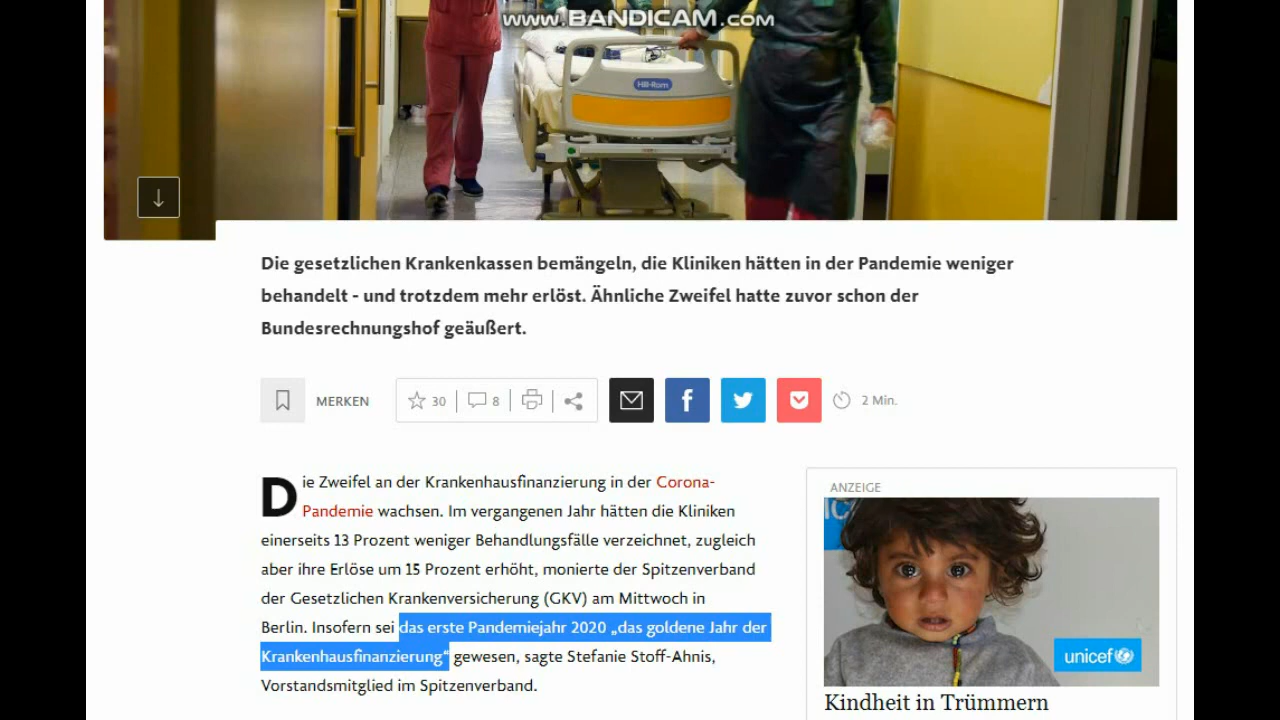 www.BANDICAM.com
Hill-Rom
Die gesetzlichen Krankenkassen bemängeln, die Kliniken hätten in der Pandemie weniger
behandelt - und trotzdem mehr erlöst. Ähnliche Zweifel hatte zuvor schon der
Bundesrechnungshof geäußert.
MERKEN
30
8
2 Min.
Die Zweifel an der Krankenhausfinanzierung in der Corona-
Pandemie wachsen. Im vergangenen Jahr hätten die Kliniken
einerseits 13 Prozent weniger Behandlungsfälle verzeichnet, zugleich
aber ihre Erlöse um 15 Prozent erhöht, monierte der Spitzenverband
der Gesetzlichen Krankenversicherung (GKV) am Mittwoch in
Berlin. Insofern sei das erste Pandemiejahr 2020 „das goldene Jahr der
Krankenhausfinanzierung“ gewesen, sagte Stefanie Stoff-Ahnis,
Vorstandsmitglied im Spitzenverband.
ANZEIGE
unicef
Kindheit in Trümmern